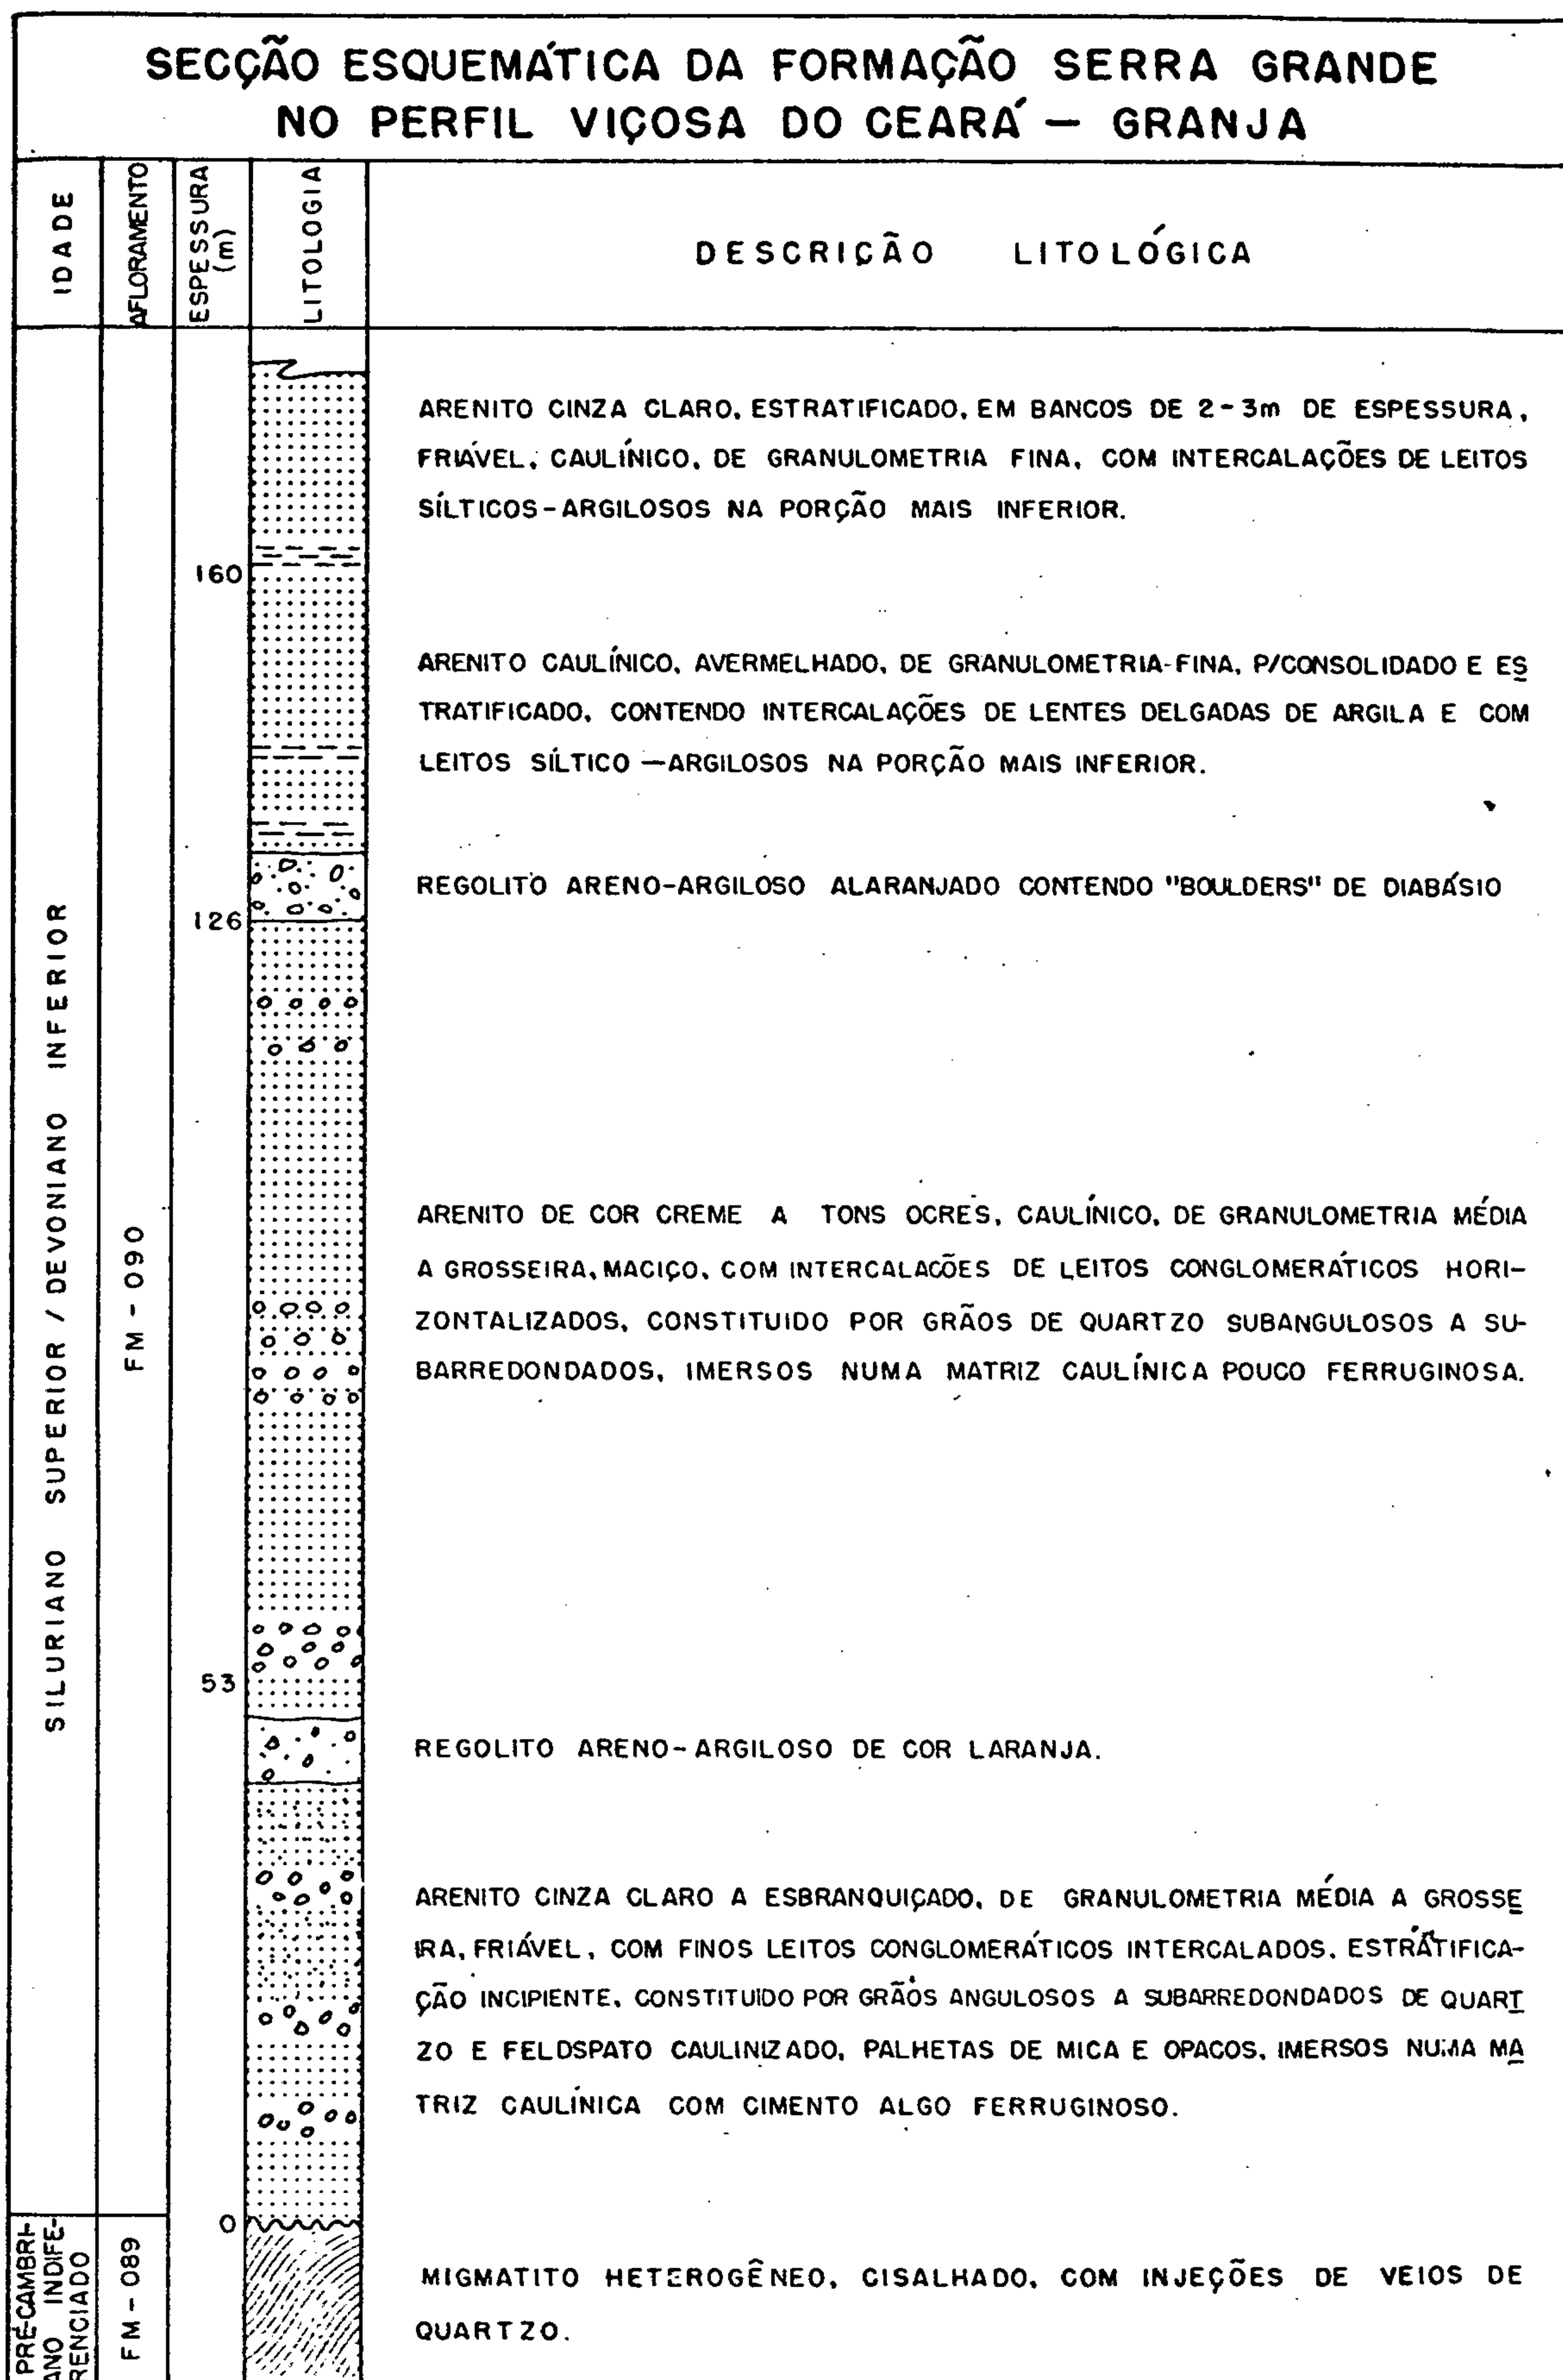 SECÇÃO ESQUEMÁTICA DA FORMAÇÃO SERRA GRANDE
NO PERFIL VIÇOSA DO CEARÁ — GRANJA
IDADE
AFLORAMENTO
ESPESSURA
(m)
LITOLOGIA
DESCRIÇÃO LITOLÓGICA
ARENITO CINZA CLARO, ESTRATIFICADO, EM BANCOS DE 2-3m DE ESPESSURA,
FRIÁVEL, CAULÍNICO, DE GRANULOMETRIA FINA, COM INTERCALAÇÕES DE LEITOS
SÍLTICOS-ARGILOSOS NA PORÇÃO MAIS INFERIOR.
160
ARENITO CAULÍNICO, AVERMELHADO, DE GRANULOMETRIA-FINA, P/CONSOLIDADO E ES
TRATIFICADO, CONTENDO INTERCALAÇÕES DE LENTES DELGADAS DE ARGILA E COM
LEITOS SÍLTICO —ARGILOSOS NA PORÇÃO MAIS INFERIOR.
REGOLITO ARENO-ARGILOSO ALARANJADO CONTENDO "BOULDERS" DE DIABÁSIO
126
SILURIANO SUPERIOR / DEVONIANO INFERIOR
FM - 090
ARENITO DE COR CREME A TONS OCRES, CAULÍNICO, DE GRANULOMETRIA MÉDIA
A GROSSEIRA, MACIÇO, COM INTERCALACÕES DE LEITOS CONGLOMERÁTICOS HORI-
ZONTALIZADOS, CONSTITUIDO POR GRÃOS DE QUARTZO SUBANGULOSOS A SU-
BARREDONDADOS, IMERSOS NUMA MATRIZ CAULÍNICA POUCO FERRUGINOSA.
53
REGOLITO ARENO-ARGILOSO DE COR LARANJA.
ARENITO CINZA CLARO A ESBRANQUIÇADO, DE GRANULOMETRIA MÉDIA A GROSSE
IRA, FRIÁVEL, COM FINOS LEITOS CONGLOMERÁTICOS INTERCALADOS, ESTRATIFICA-
ÇÃO INCIPIENTE, CONSTITUIDO POR GRÃOS ANGULOSOS A SUBARREDONDADOS DE QUART
ZO E FELDSPATO CAULINIZADO, PALHETAS DE MICA E OPACOS, IMERSOS NUMA MA
TRIZ CAULÍNICA COM CIMENTO ALGO FERRUGINOSO.
0
PRÉ-CAMBRI-
ANO INDIFE-
RENCIADO
FM - 089
MIGMATITO HETEROGÊNEO, CISALHADO, COM INJEÇÕES DE VEIOS DE
QUARTZO.